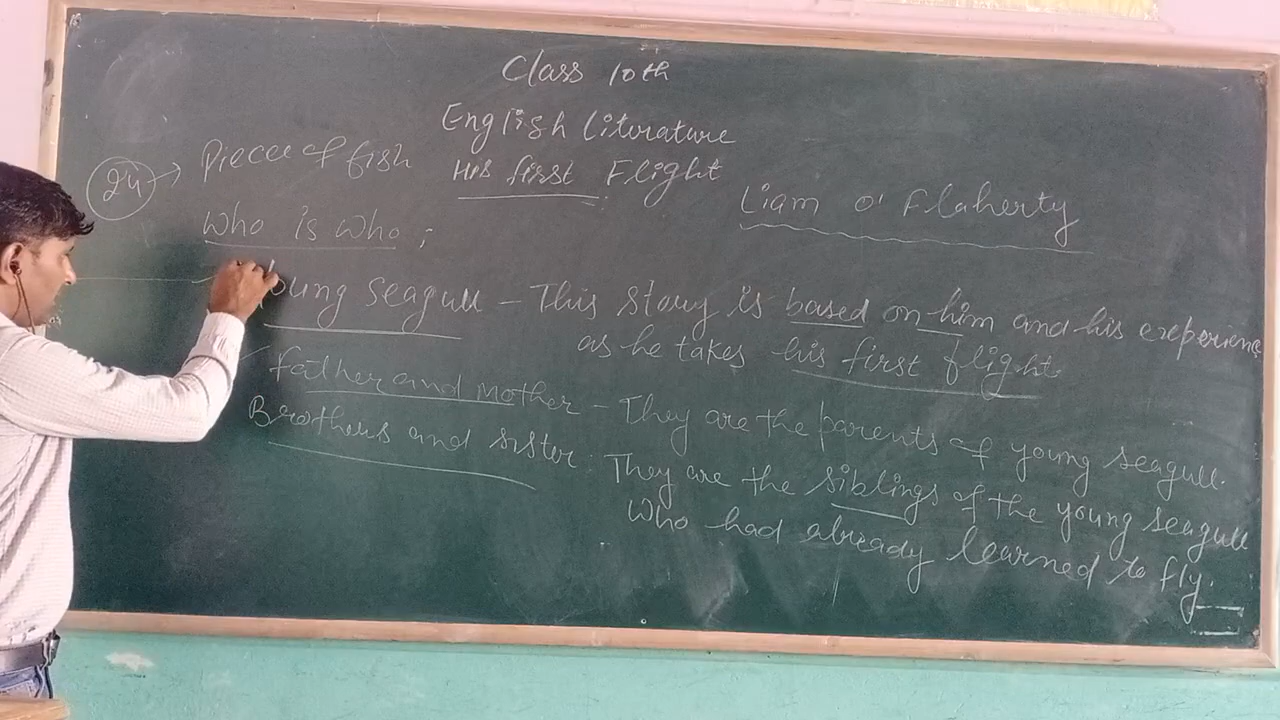 Class 10th
English Literature
His first Flight
Liam o' Flaherty
24 → Piece of fish
Who is who ;
Young seagull - This Story is based on him and his experience
as he takes his first flight.
Father and Mother - They are the parents of young seagull.
Brothers and sister They are the siblings of the young seagull
Who had already learned to fly.